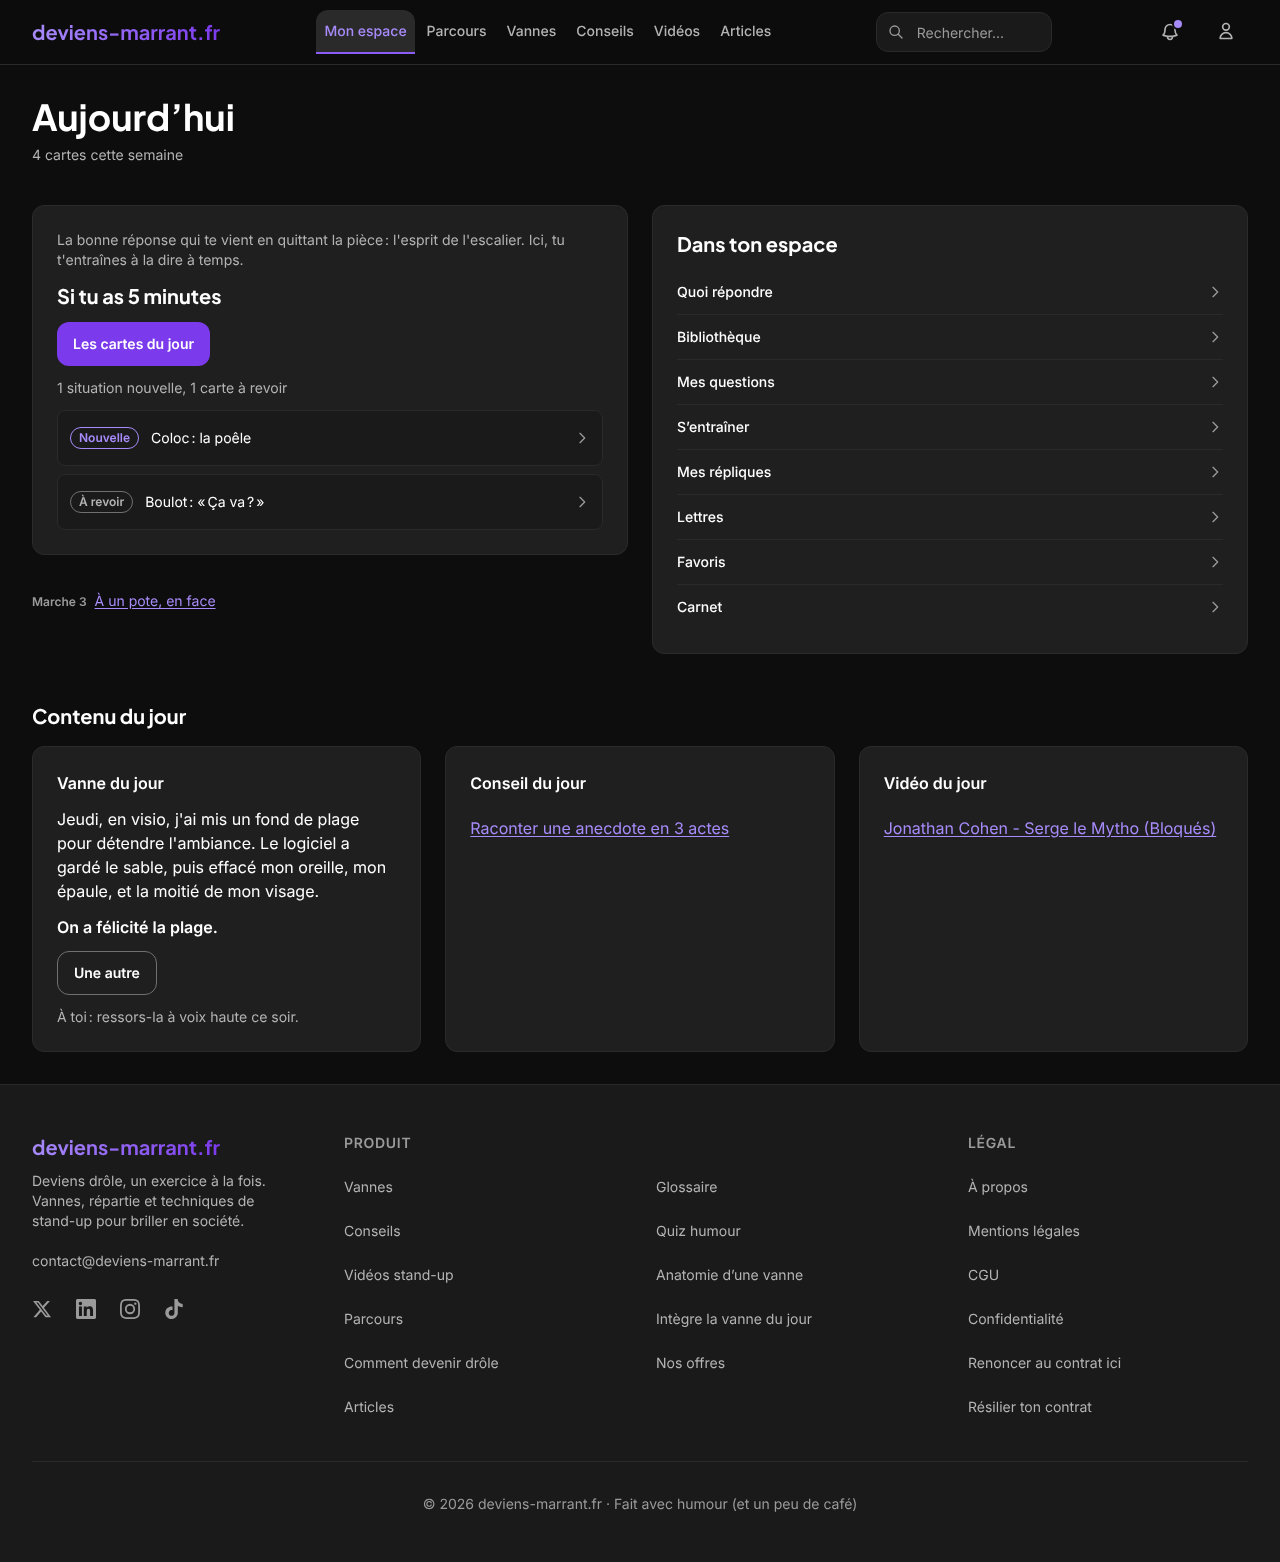 deviens-marrant.fr
Mon espace
Parcours
Vannes
Conseils
Vidéos
Articles
Rechercher...
Aujourd’hui
4 cartes cette semaine
La bonne réponse qui te vient en quittant la pièce : l'esprit de l'escalier. Ici, tu
t'entraînes à la dire à temps.
Si tu as 5 minutes
Les cartes du jour
1 situation nouvelle, 1 carte à revoir
Nouvelle
Coloc : la poêle
À revoir
Boulot : « Ça va ? »
Marche 3
À un pote, en face
Dans ton espace
Quoi répondre
Bibliothèque
Mes questions
S’entraîner
Mes répliques
Lettres
Favoris
Carnet
Contenu du jour
Vanne du jour
Jeudi, en visio, j'ai mis un fond de plage
pour détendre l'ambiance. Le logiciel a
gardé le sable, puis effacé mon oreille, mon
épaule, et la moitié de mon visage.
On a félicité la plage.
Une autre
À toi : ressors-la à voix haute ce soir.
Conseil du jour
Raconter une anecdote en 3 actes
Vidéo du jour
Jonathan Cohen - Serge le Mytho (Bloqués)
deviens-marrant.fr
Deviens drôle, un exercice à la fois.
Vannes, répartie et techniques de
stand-up pour briller en société.
contact@deviens-marrant.fr
PRODUIT
Vannes
Conseils
Vidéos stand-up
Parcours
Comment devenir drôle
Articles
Glossaire
Quiz humour
Anatomie d’une vanne
Intègre la vanne du jour
Nos offres
LÉGAL
À propos
Mentions légales
CGU
Confidentialité
Renoncer au contrat ici
Résilier ton contrat
© 2026 deviens-marrant.fr · Fait avec humour (et un peu de café)